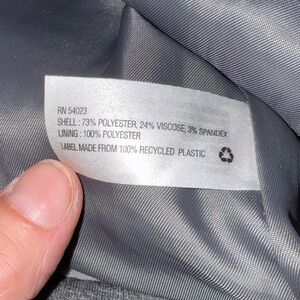 RN 54023
SHELL : 73% POLYESTER, 24% VISCOSE, 3% SPANDEX
LINING : 100% POLYESTER
LABEL MADE FROM 100% RECYCLED PLASTIC